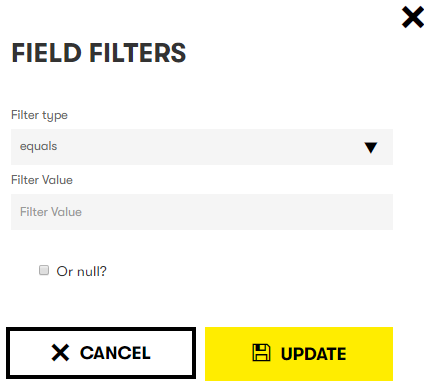 FIELD FILTERS
Filter type
equals
Filter Value
Filter Value
Or null?
CANCEL
UPDATE